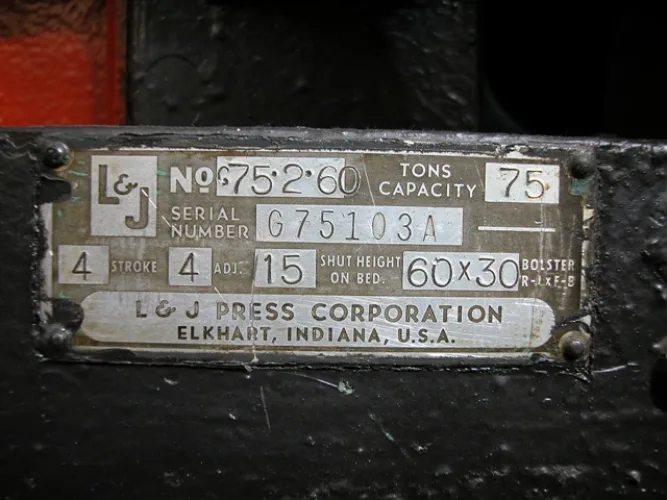 L&J No G75·2·60 TONS CAPACITY 75
SERIAL NUMBER G75103A
4 STROKE 4 ADJ. 15 SHUT HEIGHT ON BED. 60X30 BOLSTER R-LXF-B
L & J PRESS CORPORATION
ELKHART, INDIANA, U.S.A.